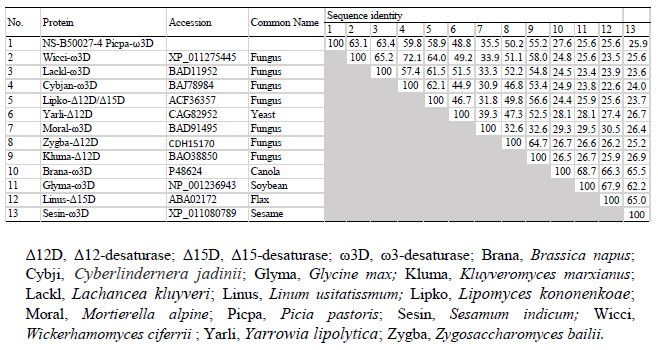 No. Protein Accession Common Name Sequence identity
1 2 3 4 5 6 7 8 9 10 11 12 13
1 NS-B50027-4 Picpa-ω3D 100 63.1 63.4 59.8 58.9 48.8 35.5 50.2 55.2 27.6 25.6 25.6 25.9
2 Wicci-ω3D XP_011275445 Fungus 100 65.2 72.1 64.0 49.2 33.9 51.1 58.0 24.8 25.6 23.5 25.6
3 Lackl-ω3D BAD11952 Fungus 100 57.4 61.5 51.5 33.3 52.2 54.8 24.5 23.4 23.9 23.6
4 Cybjan-ω3D BAJ78984 Fungus 100 62.1 44.9 30.9 46.8 53.4 24.9 23.8 22.6 24.0
5 Lipko-Δ12D/Δ15D ACF36357 Fungus 100 46.7 31.8 49.8 56.6 24.4 25.9 25.6 23.7
6 Yarli-Δ12D CAG82952 Yeast 100 39.3 47.3 52.5 28.1 28.1 27.4 26.7
7 Moral-ω3D BAD91495 Fungus 100 32.6 32.6 29.3 29.5 30.5 26.4
8 Zygba-Δ12D CDH15170 Fungus 100 64.7 26.7 26.6 26.2 25.2
9 Kluma-Δ12D BAO38850 Fungus 100 26.5 26.7 25.9 26.9
10 Brana-ω3D P48624 Canola 100 68.7 66.3 65.5
11 Glyma-ω3D NP_001236943 Soybean 100 67.9 62.2
12 Linus-Δ15D ABA02172 Flax 100 65.0
13 Sesin-ω3D XP_011080789 Sesame 100
Δ12D, Δ12-desaturase; Δ15D, Δ15-desaturase; ω3D, ω3-desaturase; Brana, Brassica napus;
Cybji, Cyberlindernera jadinii; Glyma, Glycine max; Kluma, Kluyveromyces marxianus;
Lackl, Lachancea kluyveri; Linus, Linum usitatissmum; Lipko, Lipomyces kononenkoae;
Moral, Mortierella alpine; Picpa, Picia pastoris; Sesin, Sesamum indicum; Wicci,
Wickerhamomyces ciferrii ; Yarli, Yarrowia lipolytica; Zygba, Zygosaccharomyces bailii.